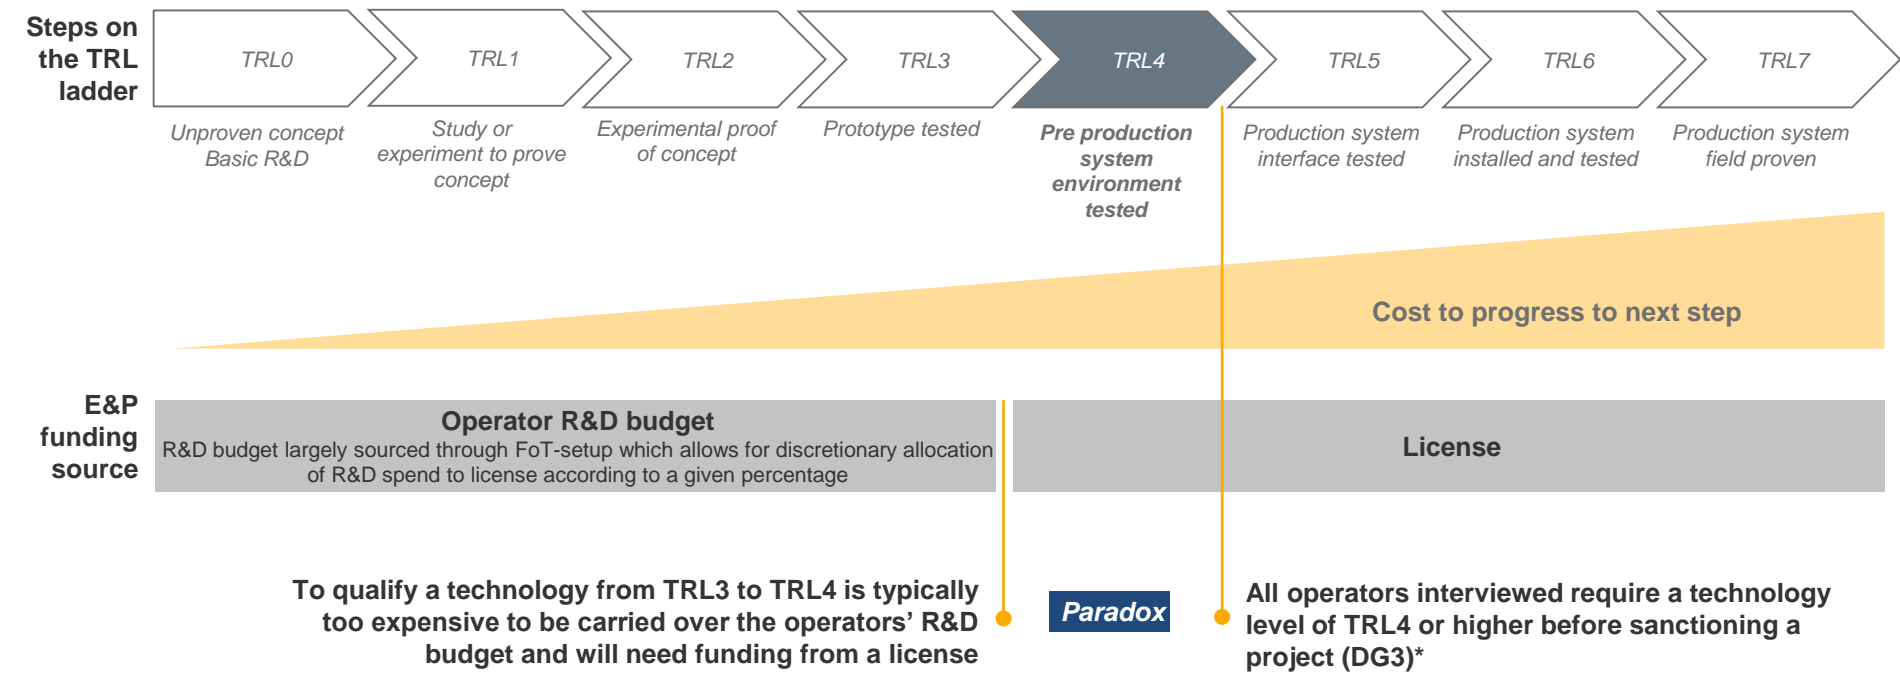 Steps on
the TRL
ladder
TRL0
TRL1
TRL2
TRL3
TRL4
TRL5
TRL6
TRL7
Unproven concept
Basic R&D
Study or
experiment to prove
concept
Experimental proof
of concept
Prototype tested
Pre production
system
environment
tested
Production system
interface tested
Production system
installed and tested
Production system
field proven
Cost to progress to next step
E&P
funding
source
Operator R&D budget
R&D budget largely sourced through FoT-setup which allows for discretionary allocation
of R&D spend to license according to a given percentage
License
To qualify a technology from TRL3 to TRL4 is typically
too expensive to be carried over the operators' R&D
budget and will need funding from a license
Paradox
All operators interviewed require a technology
level of TRL4 or higher before sanctioning a
project (DG3)*